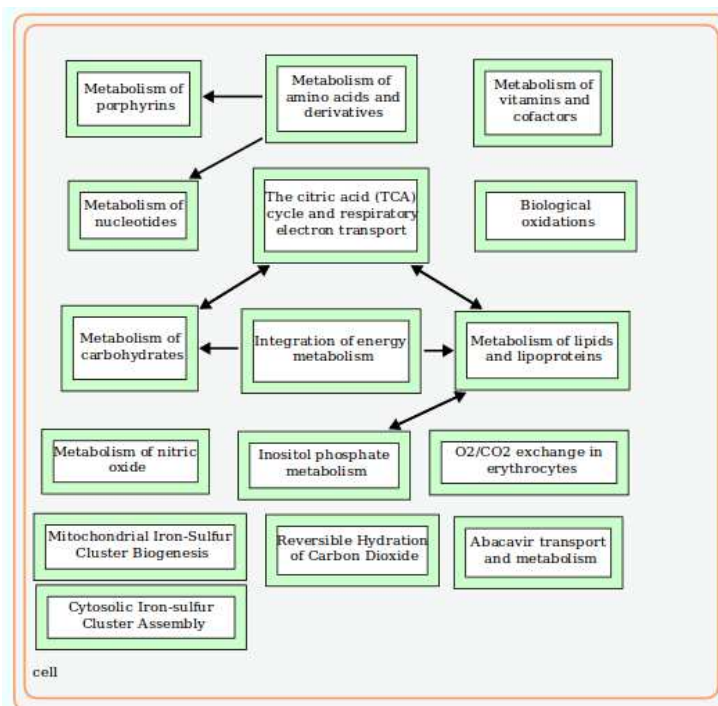 Metabolism of
porphyrins
Metabolism of
amino acids and
derivatives
Metabolism of
vitamins and
cofactors
Metabolism of
nucleotides
The citric acid (TCA)
cycle and respiratory
electron transport
Biological
oxidations
Metabolism of
carbohydrates
Integration of energy
metabolism
Metabolism of lipids
and lipoproteins
Metabolism of nitric
oxide
Inositol phosphate
metabolism
O2/CO2 exchange in
erythrocytes
Mitochondrial Iron-Sulfur
Cluster Biogenesis
Reversible Hydration
of Carbon Dioxide
Abacavir transport
and metabolism
Cytosolic Iron-sulfur
Cluster Assembly
cell